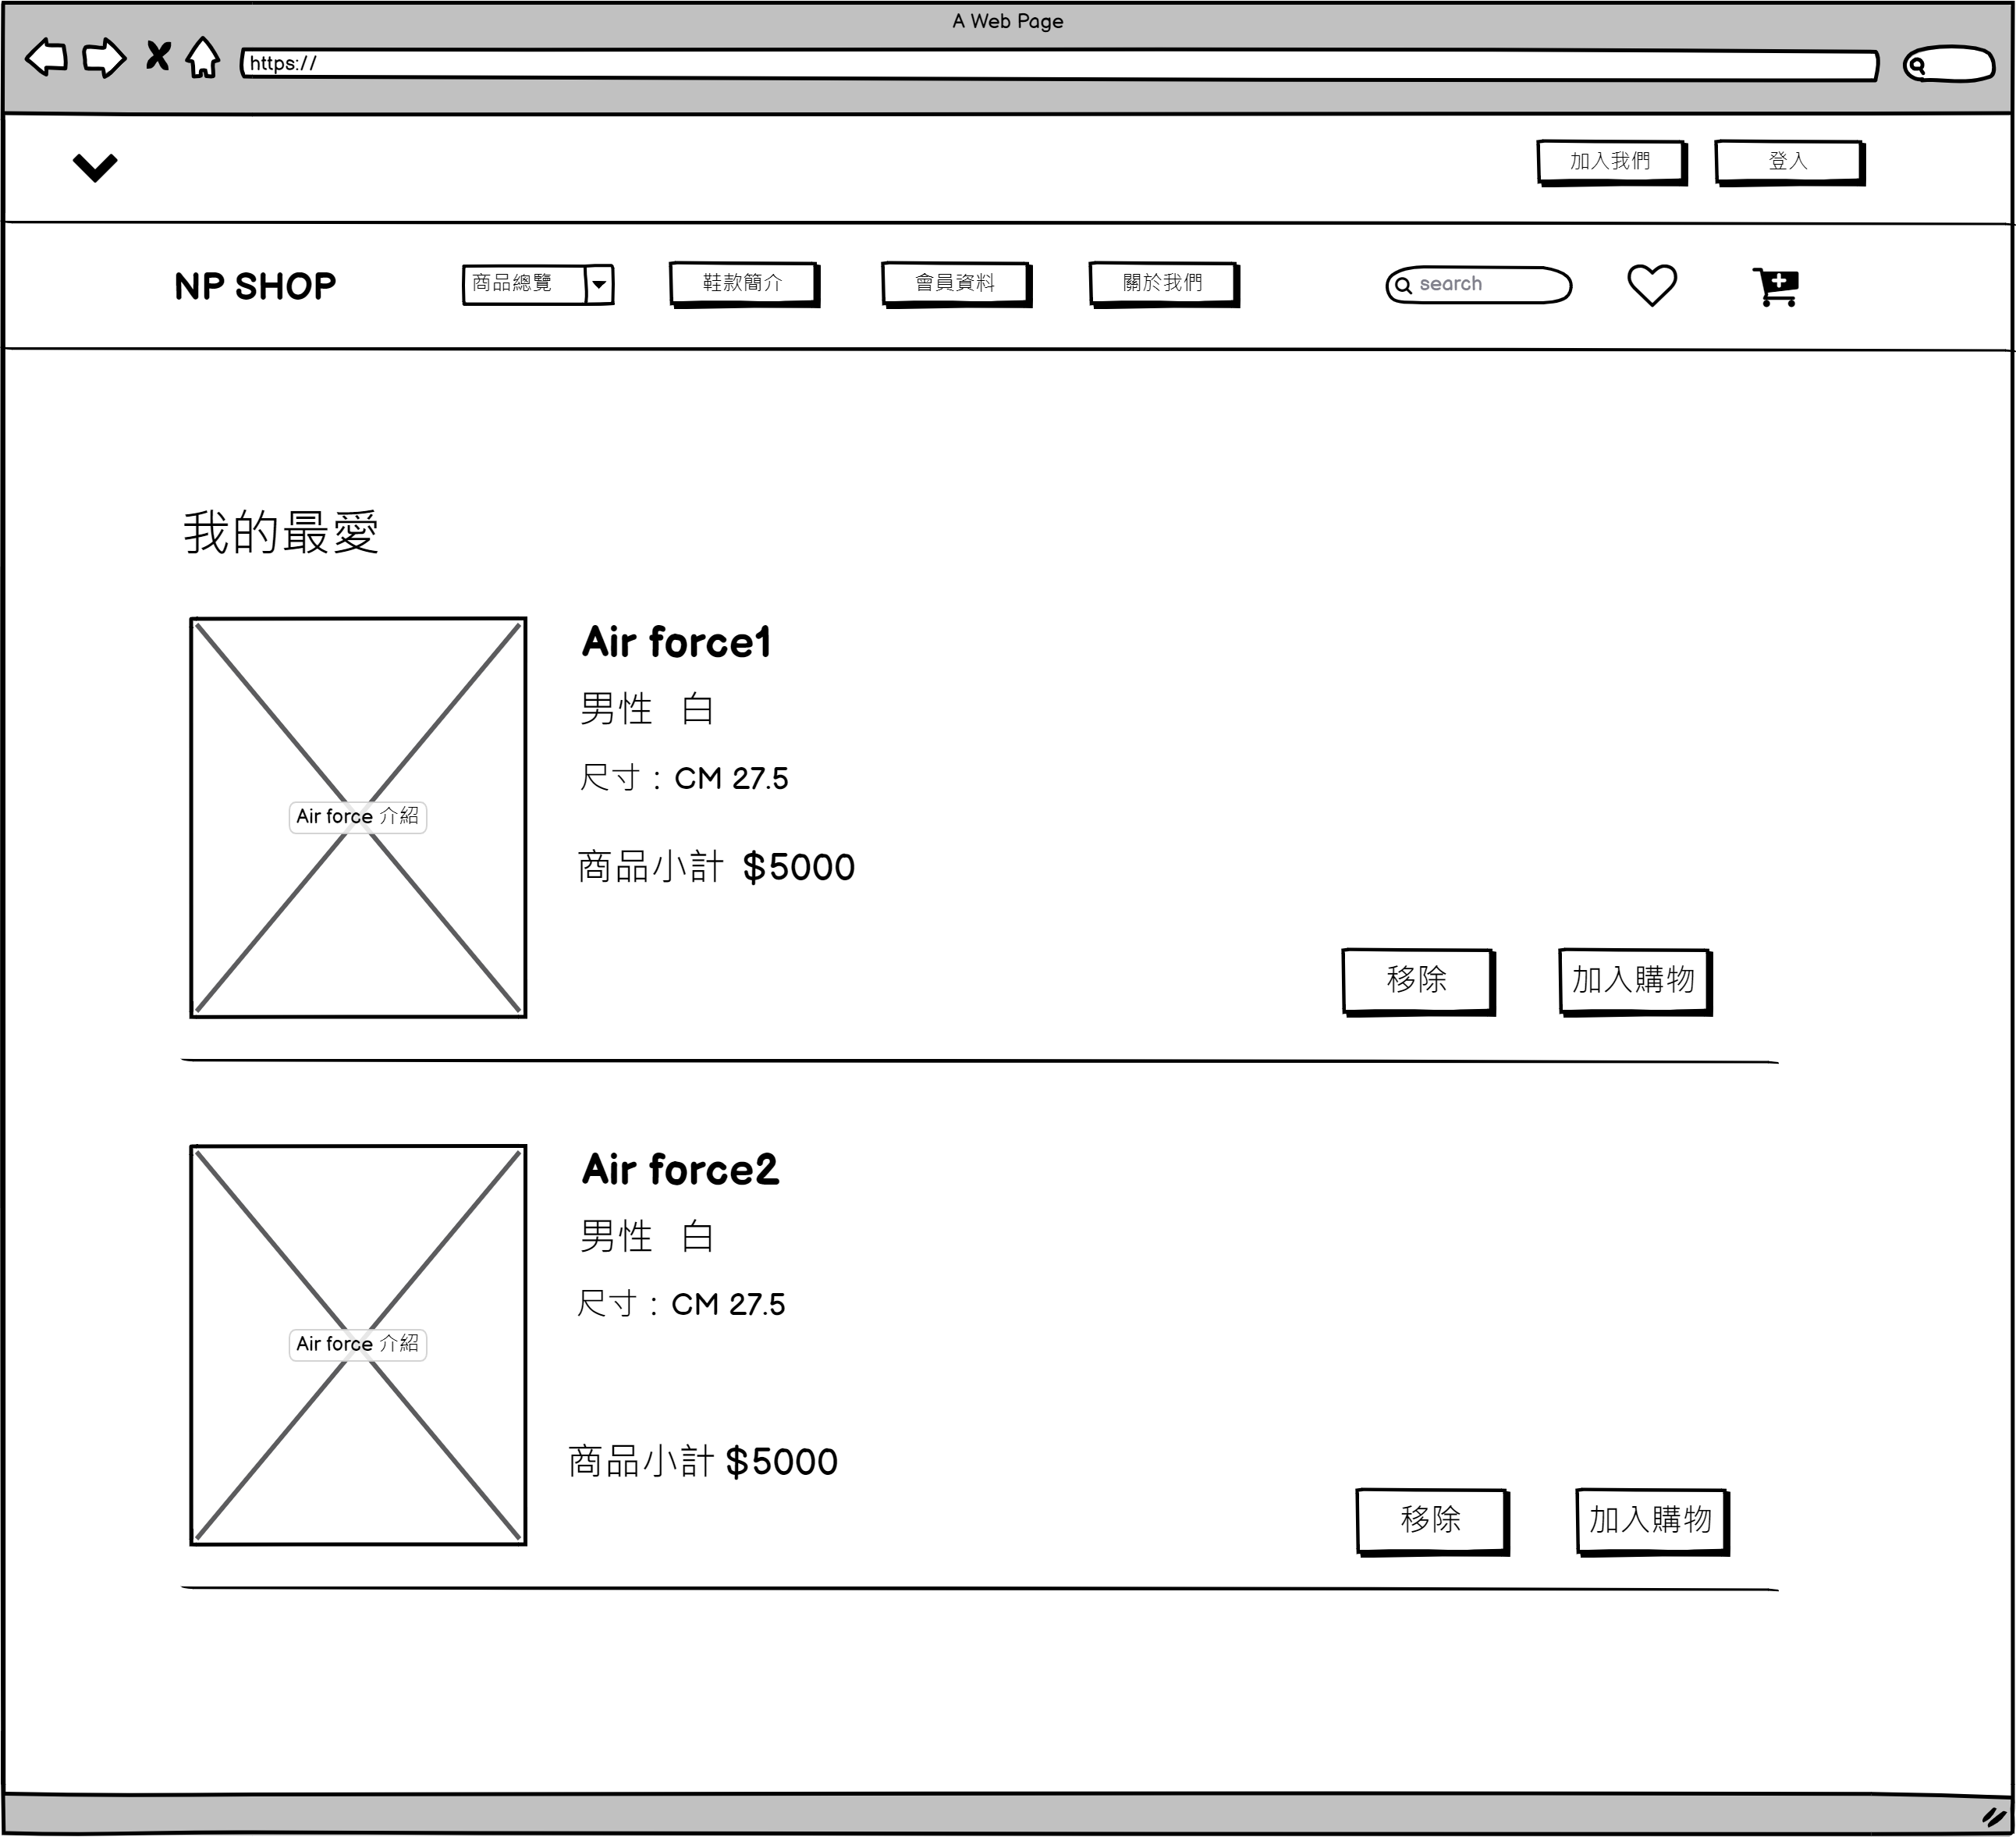 A Web Page
https://
加入我們 登入
NP SHOP 商品總覽 鞋款簡介 會員資料 關於我們 search
我的最愛
Air force1
男性 白
尺寸：CM 27.5
Air force 介紹
商品小計 $5000
移除 加入購物
Air force2
男性 白
尺寸：CM 27.5
Air force 介紹
商品小計 $5000
移除 加入購物